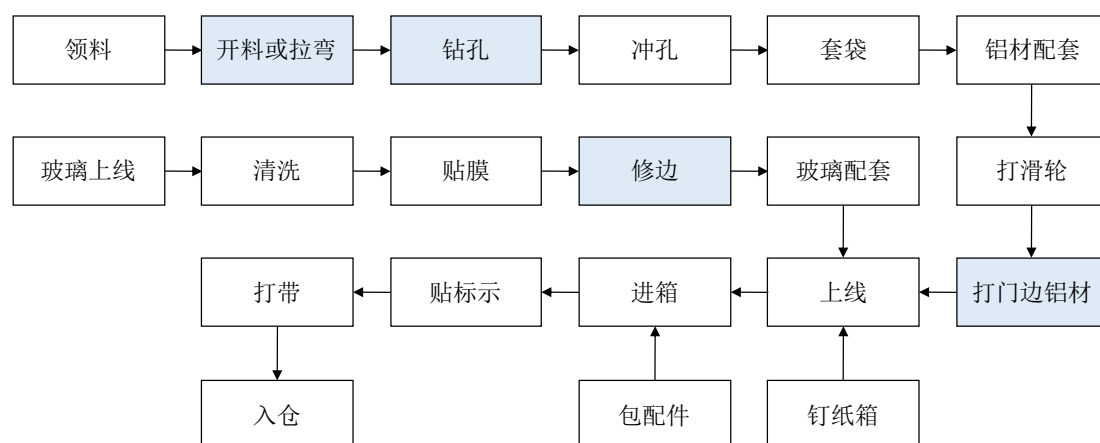 领料
开料或拉弯
钻孔
冲孔
套袋
铝材配套
玻璃上线
清洗
贴膜
修边
玻璃配套
打滑轮
打带
贴标示
进箱
上线
打门边铝材
入仓
包配件
钉纸箱